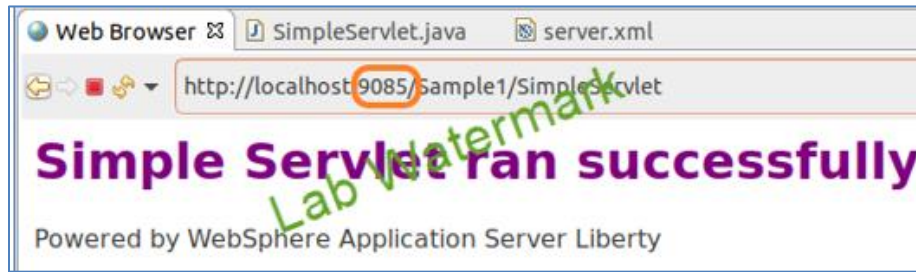 Web Browser SimpleServlet.java server.xml
http://localhost:9085/Sample1/SimpleServlet
Simple Servlet ran successfully
Powered by WebSphere Application Server Liberty
Lab Watermark